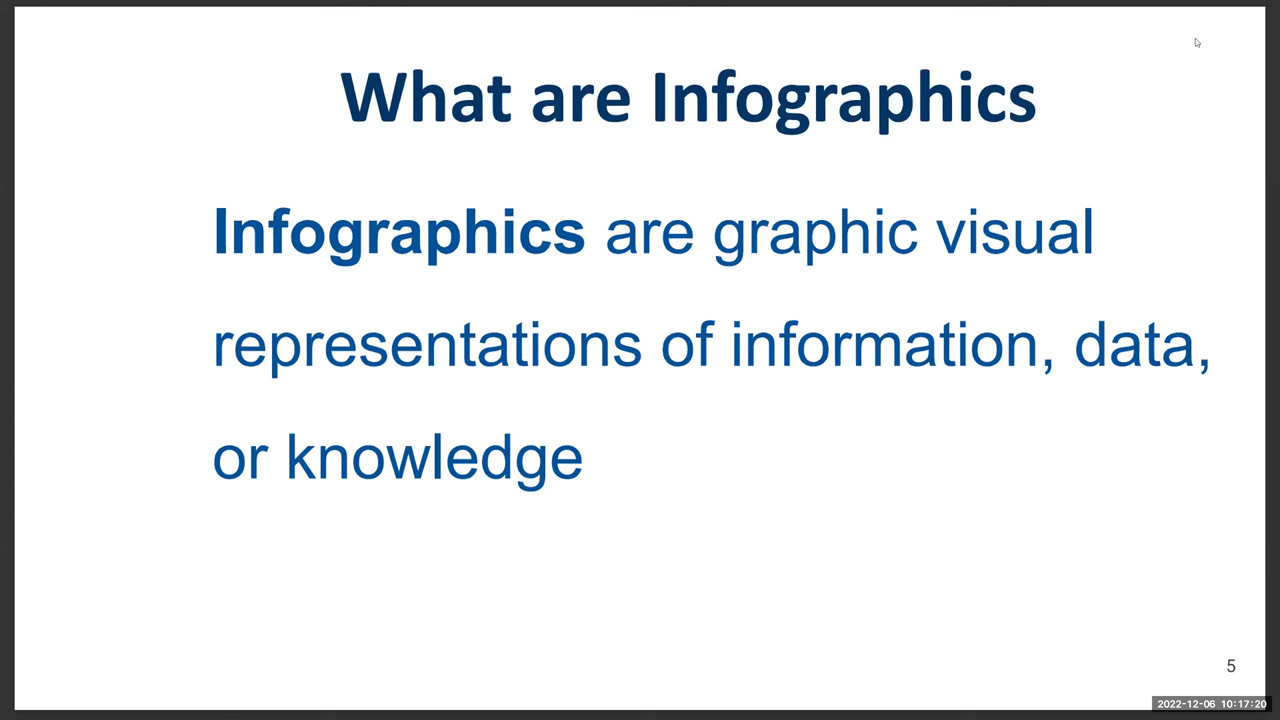 What are Infographics
Infographics are graphic visual
representations of information, data,
or knowledge
5
2022-12-06 10:17:20